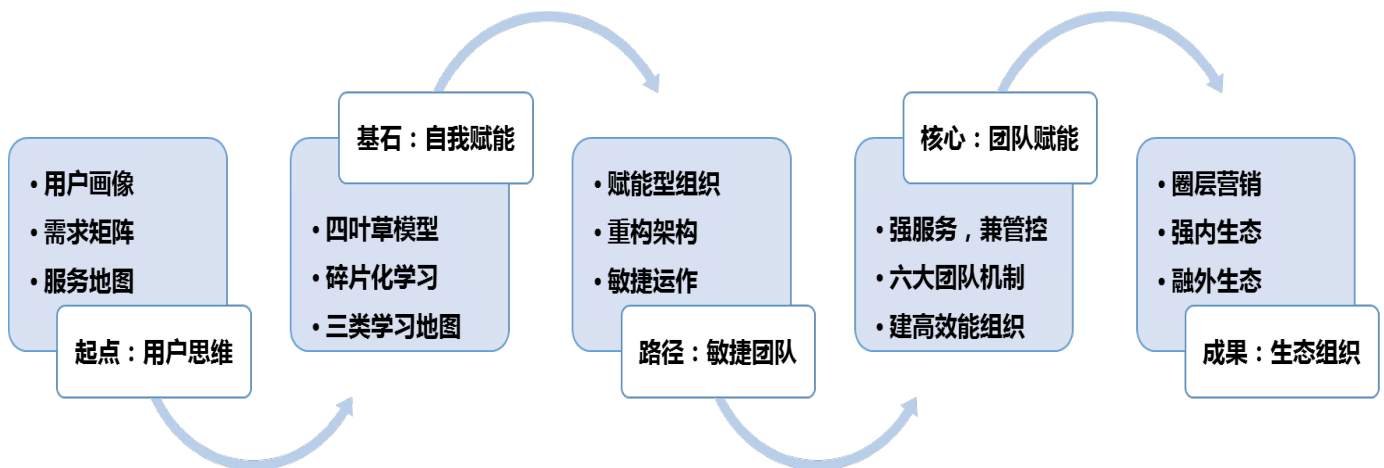 • 用户画像
• 需求矩阵
• 服务地图
起点：用户思维
基石：自我赋能
• 四叶草模型
• 碎片化学习
• 三类学习地图
• 赋能型组织
• 重构架构
• 敏捷运作
路径：敏捷团队
核心：团队赋能
• 强服务，兼管控
• 六大团队机制
• 建高效能组织
• 圈层营销
• 强内生态
• 融外生态
成果：生态组织